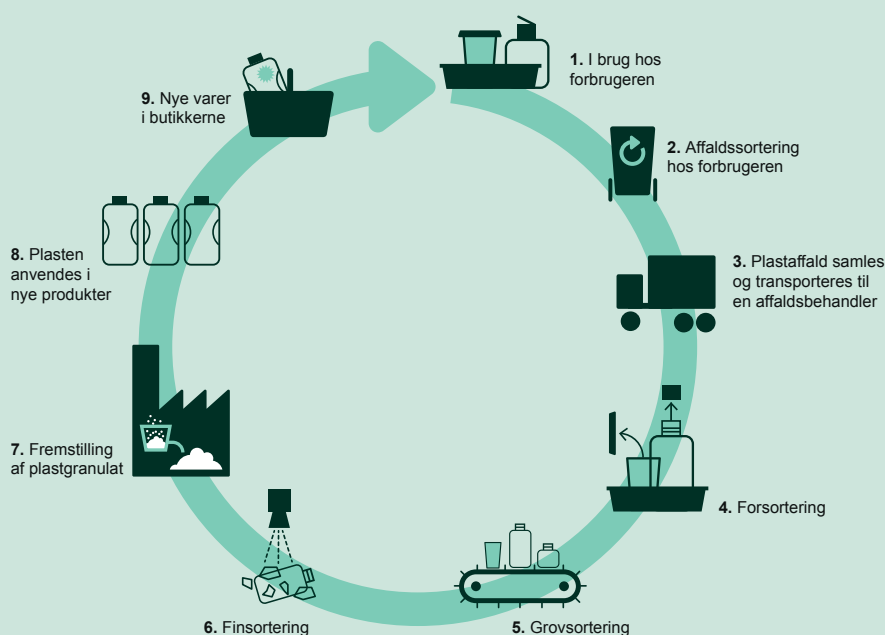 1. I brug hos
forbrugeren
2. Affaldssortering
hos forbrugeren
3. Plastaffald samles
og transporteres til
en affaldsbehandler
4. Forsortering
5. Grovsortering
6. Finsortering
7. Fremstilling
af plastgranulat
8. Plasten
anvendes i
nye produkter
9. Nye varer
i butikkerne